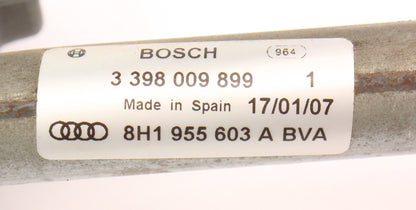 BOSCH 964
3 398 009 899 1
Made in Spain 17/01/07
8H1 955 603 A BVA